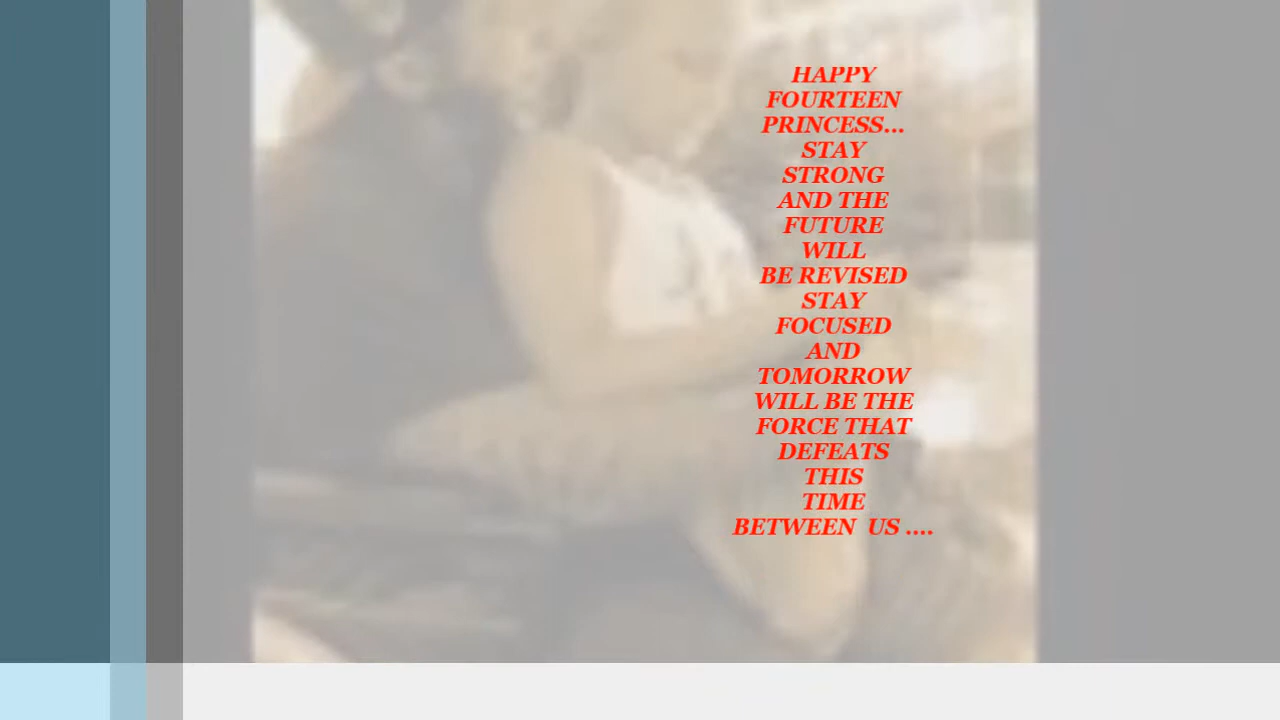 HAPPY
FOURTEEN
PRINCESS...
STAY
STRONG
AND THE
FUTURE
WILL
BE REVISED
STAY
FOCUSED
AND
TOMORROW
WILL BE THE
FORCE THAT
DEFEATS
THIS
TIME
BETWEEN  US ....